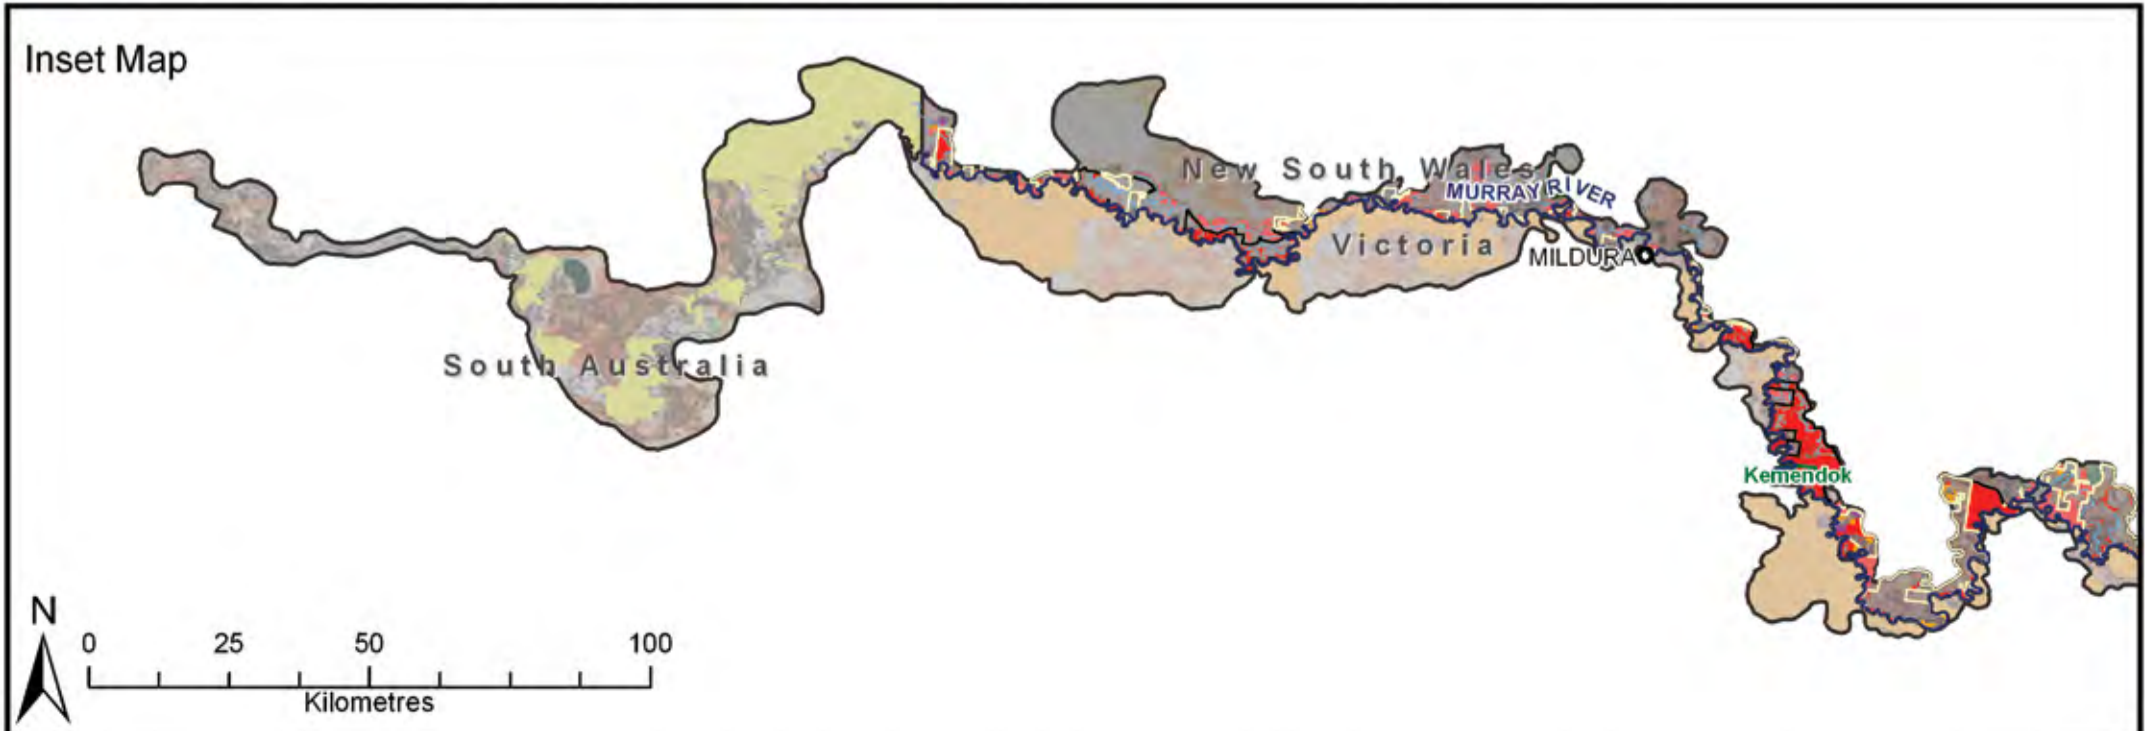 Inset Map
New South Wales
MURRAY RIVER
Victoria
MILDURA
South Australia
Kemendok
N
0 25 50 100
Kilometres